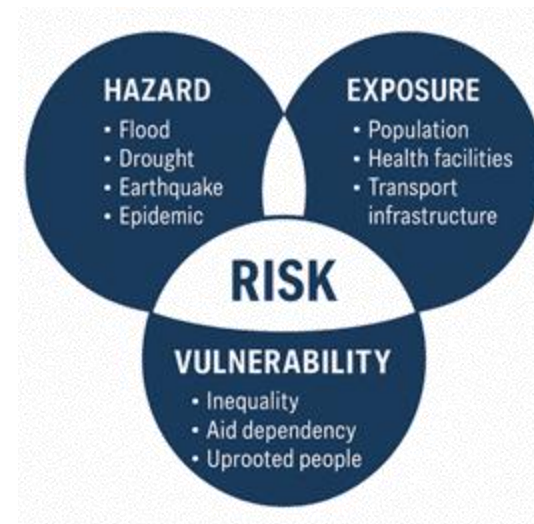 HAZARD
• Flood
• Drought
• Earthquake
• Epidemic
EXPOSURE
• Population
• Health facilities
• Transport
infrastructure
RISK
VULNERABILITY
• Inequality
• Aid dependency
• Uprooted people